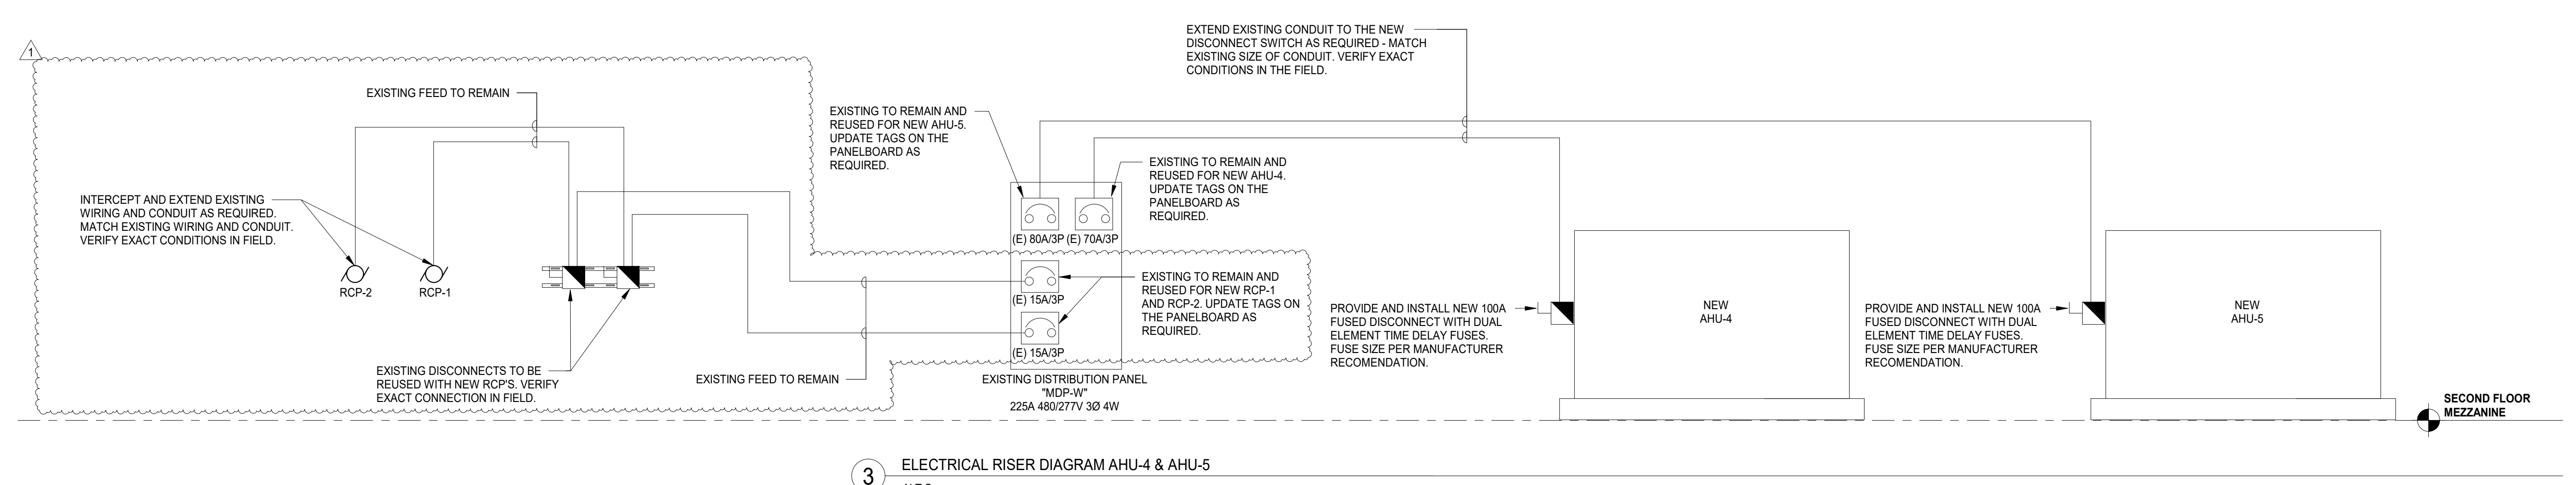 1
EXISTING FEED TO REMAIN
INTERCEPT AND EXTEND EXISTING
WIRING AND CONDUIT AS REQUIRED.
MATCH EXISTING WIRING AND CONDUIT.
VERIFY EXACT CONDITIONS IN FIELD.
RCP-2
RCP-1
EXISTING DISCONNECTS TO BE
REUSED WITH NEW RCP'S. VERIFY
EXACT CONNECTION IN FIELD.
EXISTING FEED TO REMAIN
EXISTING TO REMAIN AND
REUSED FOR NEW AHU-5.
UPDATE TAGS ON THE
PANELBOARD AS
REQUIRED.
EXISTING TO REMAIN AND
REUSED FOR NEW AHU-4.
UPDATE TAGS ON THE
PANELBOARD AS
REQUIRED.
(E) 80A/3P
(E) 70A/3P
(E) 15A/3P
(E) 15A/3P
EXISTING TO REMAIN AND
REUSED FOR NEW RCP-1
AND RCP-2. UPDATE TAGS ON
THE PANELBOARD AS
REQUIRED.
EXISTING DISTRIBUTION PANEL
"MDP-W"
225A 480/277V 3Ø 4W
EXTEND EXISTING CONDUIT TO THE NEW
DISCONNECT SWITCH AS REQUIRED - MATCH
EXISTING SIZE OF CONDUIT. VERIFY EXACT
CONDITIONS IN THE FIELD.
PROVIDE AND INSTALL NEW 100A
FUSED DISCONNECT WITH DUAL
ELEMENT TIME DELAY FUSES.
FUSE SIZE PER MANUFACTURER
RECOMENDATION.
NEW
AHU-4
PROVIDE AND INSTALL NEW 100A
FUSED DISCONNECT WITH DUAL
ELEMENT TIME DELAY FUSES.
FUSE SIZE PER MANUFACTURER
RECOMENDATION.
NEW
AHU-5
SECOND FLOOR
MEZZANINE
3
ELECTRICAL RISER DIAGRAM AHU-4 & AHU-5